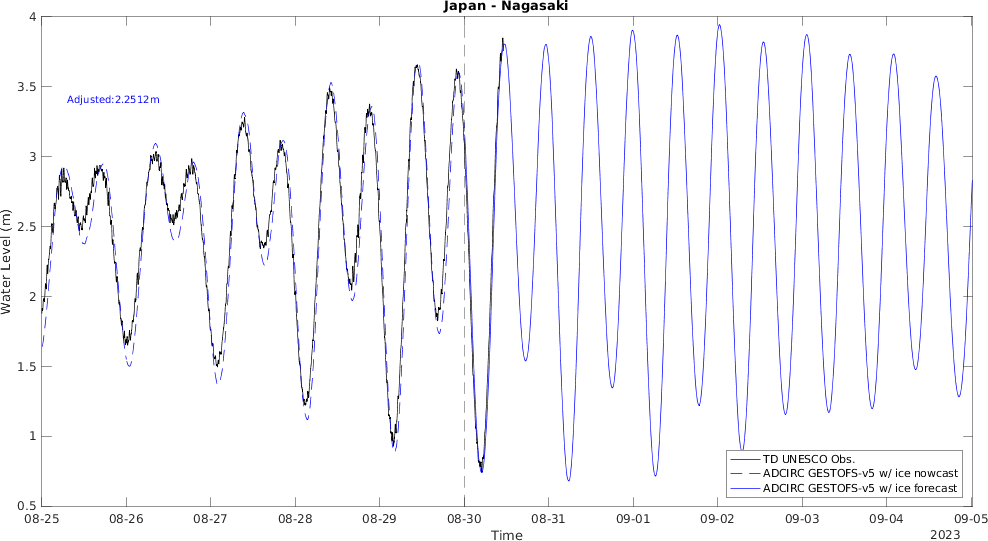 Japan - Nagasaki
4
3.5
3
2.5
2
1.5
1
0.5
Water Level (m)
Adjusted:2.2512m
TD UNESCO Obs.
ADCIRC GESTOFS-v5 w/ ice nowcast
ADCIRC GESTOFS-v5 w/ ice forecast
08-25 08-26 08-27 08-28 08-29 08-30 08-31 09-01 09-02 09-03 09-04 09-05
Time
2023